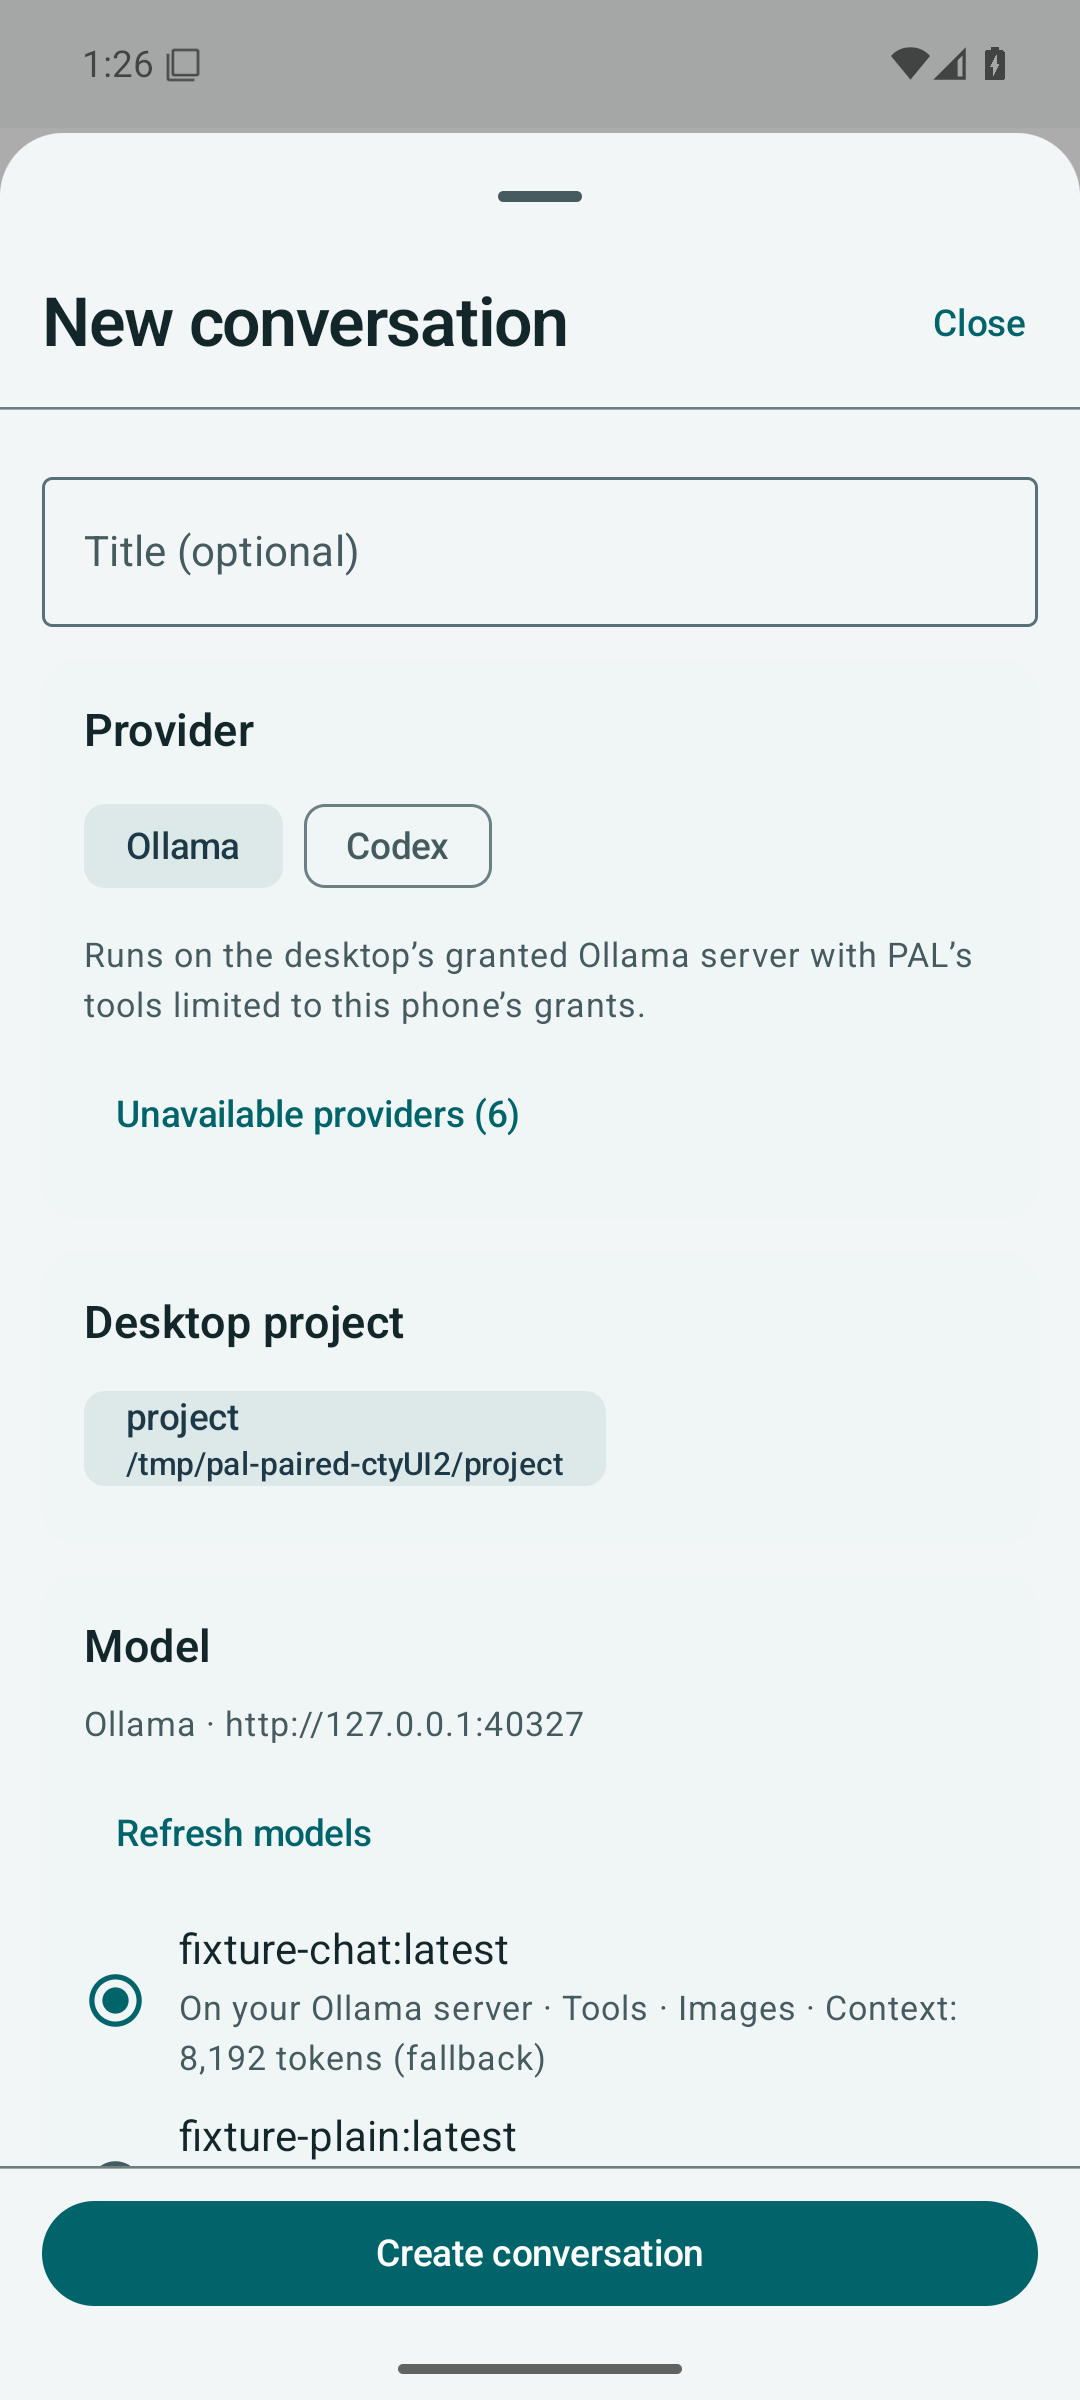 1:26
New conversation
Close
Title (optional)
Provider
Ollama
Codex
Runs on the desktop’s granted Ollama server with PAL’s
tools limited to this phone’s grants.
Unavailable providers (6)
Desktop project
project
/tmp/pal-paired-ctyUI2/project
Model
Ollama · http://127.0.0.1:40327
Refresh models
fixture-chat:latest
On your Ollama server · Tools · Images · Context:
8,192 tokens (fallback)
fixture-plain:latest
Create conversation